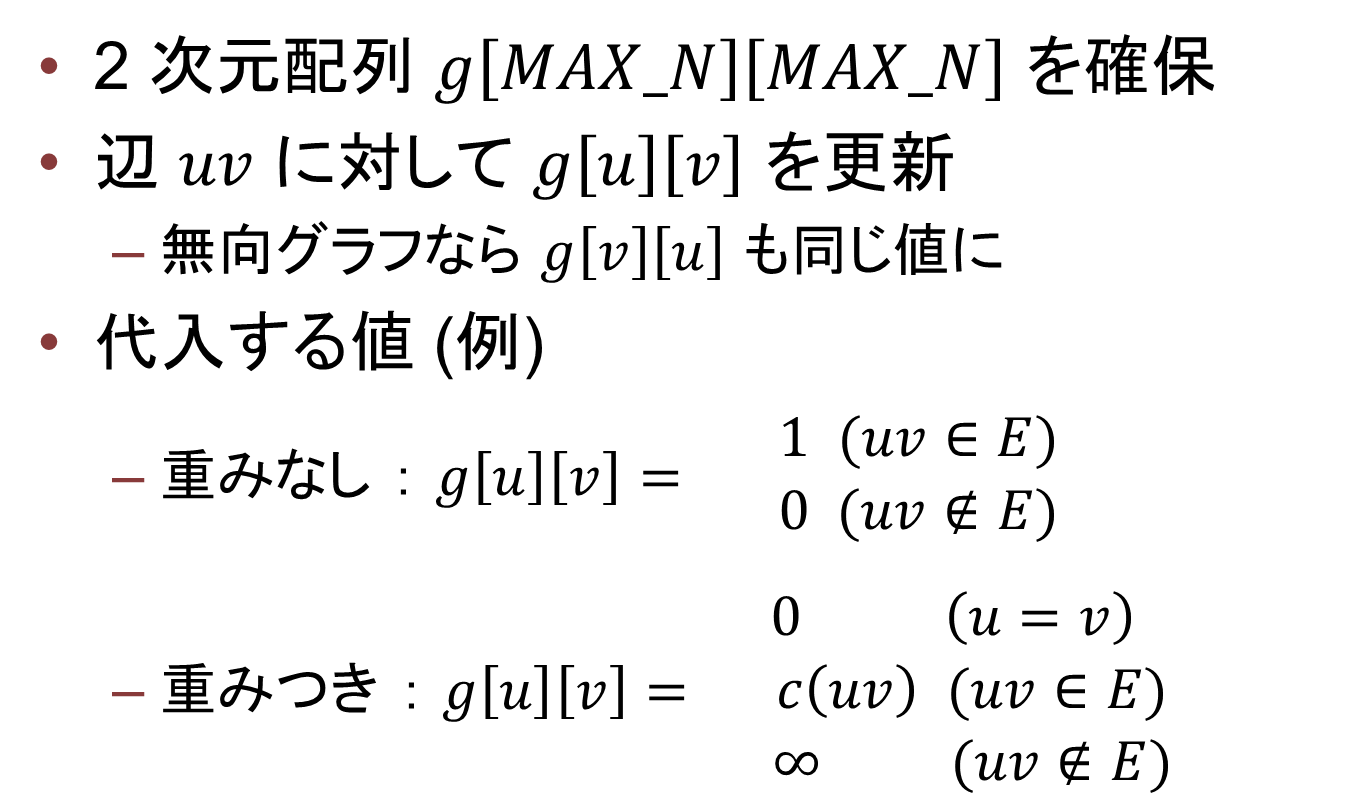 • 2 次元配列 g[MAX_N][MAX_N] を確保
• 辺 uv に対して g[u][v] を更新
– 無向グラフなら g[v][u] も同じ値に
• 代入する値 (例)
– 重みなし : g[u][v] =
1 (uv ∈ E)
0 (uv ∉ E)
– 重みつき : g[u][v] =
0 (u = v)
c(uv) (uv ∈ E)
∞ (uv ∉ E)